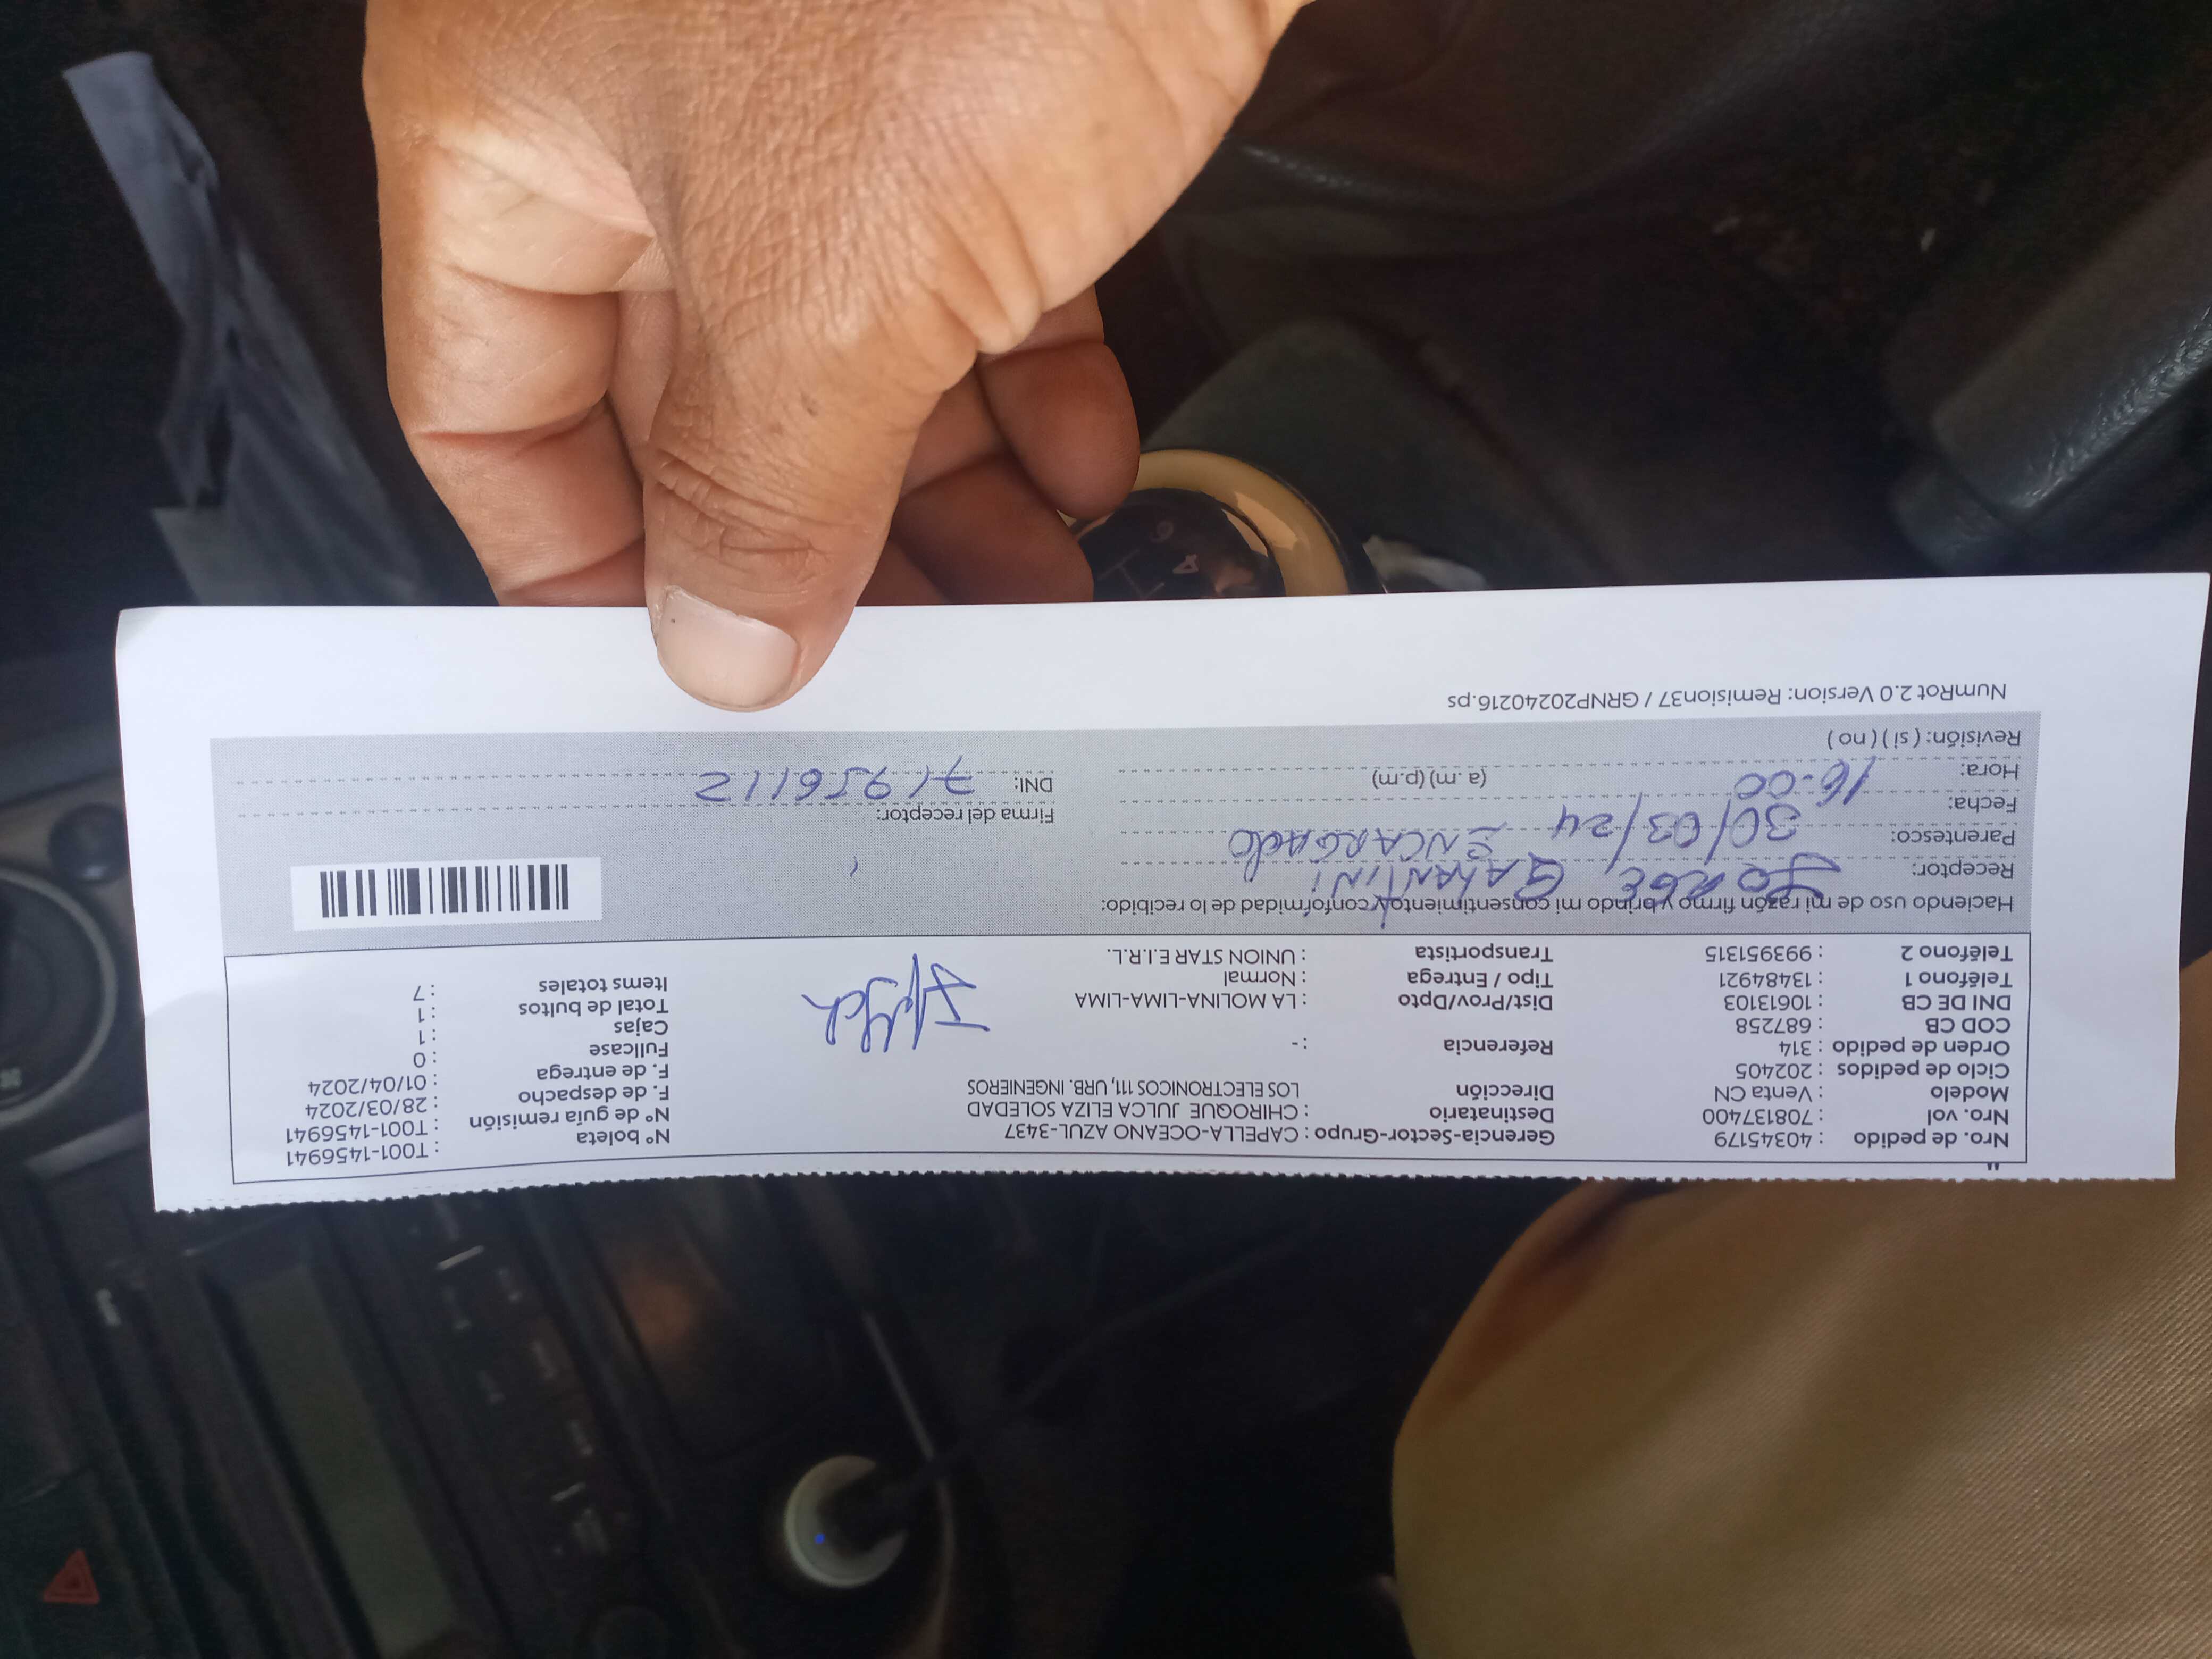 Nro. de pedido : 40345179 Gerencia-Sector-Grupo : CAPELLA-OCEANO AZUL-3437 N° boleta : T001-1456941
Nro. vol : 708137400 Destinatario : CHIROQUE JULCA ELIZA SOLEDAD N° de guía remisión : T001-1456941
Modelo : Venta CN Dirección LOS ELECTRONICOS 111, URB. INGENIEROS F. de despacho : 28/03/2024
Ciclo de pedidos : 202405 F. de entrega : 01/04/2024
Orden de pedido : 314 Referencia : - Fullcase : 0
COD CB : 687258 Cajas : 1
DNI DE CB : 10613103 Dist/Prov/Dpto : LA MOLINA-LIMA-LIMA Total de bultos : 1
Teléfono 1 : 13484921 Tipo / Entrega : Normal Items totales : 7
Teléfono 2 : 993951315 Transportista : UNION STAR E.I.R.L.
Haciendo uso de mi razón firmo y brindo mi consentimiento y conformidad de lo recibido:
Receptor: JORGE
Parentesco: ENCARGADO
Fecha: 30/03/24 Firma del receptor:
Hora: 16:00 (a.m) (p.m) DNI: 71956112
Revisión: ( si ) ( no )
NumRot 2.0 Version: Remision37 / GRNP20240216.ps
4
6